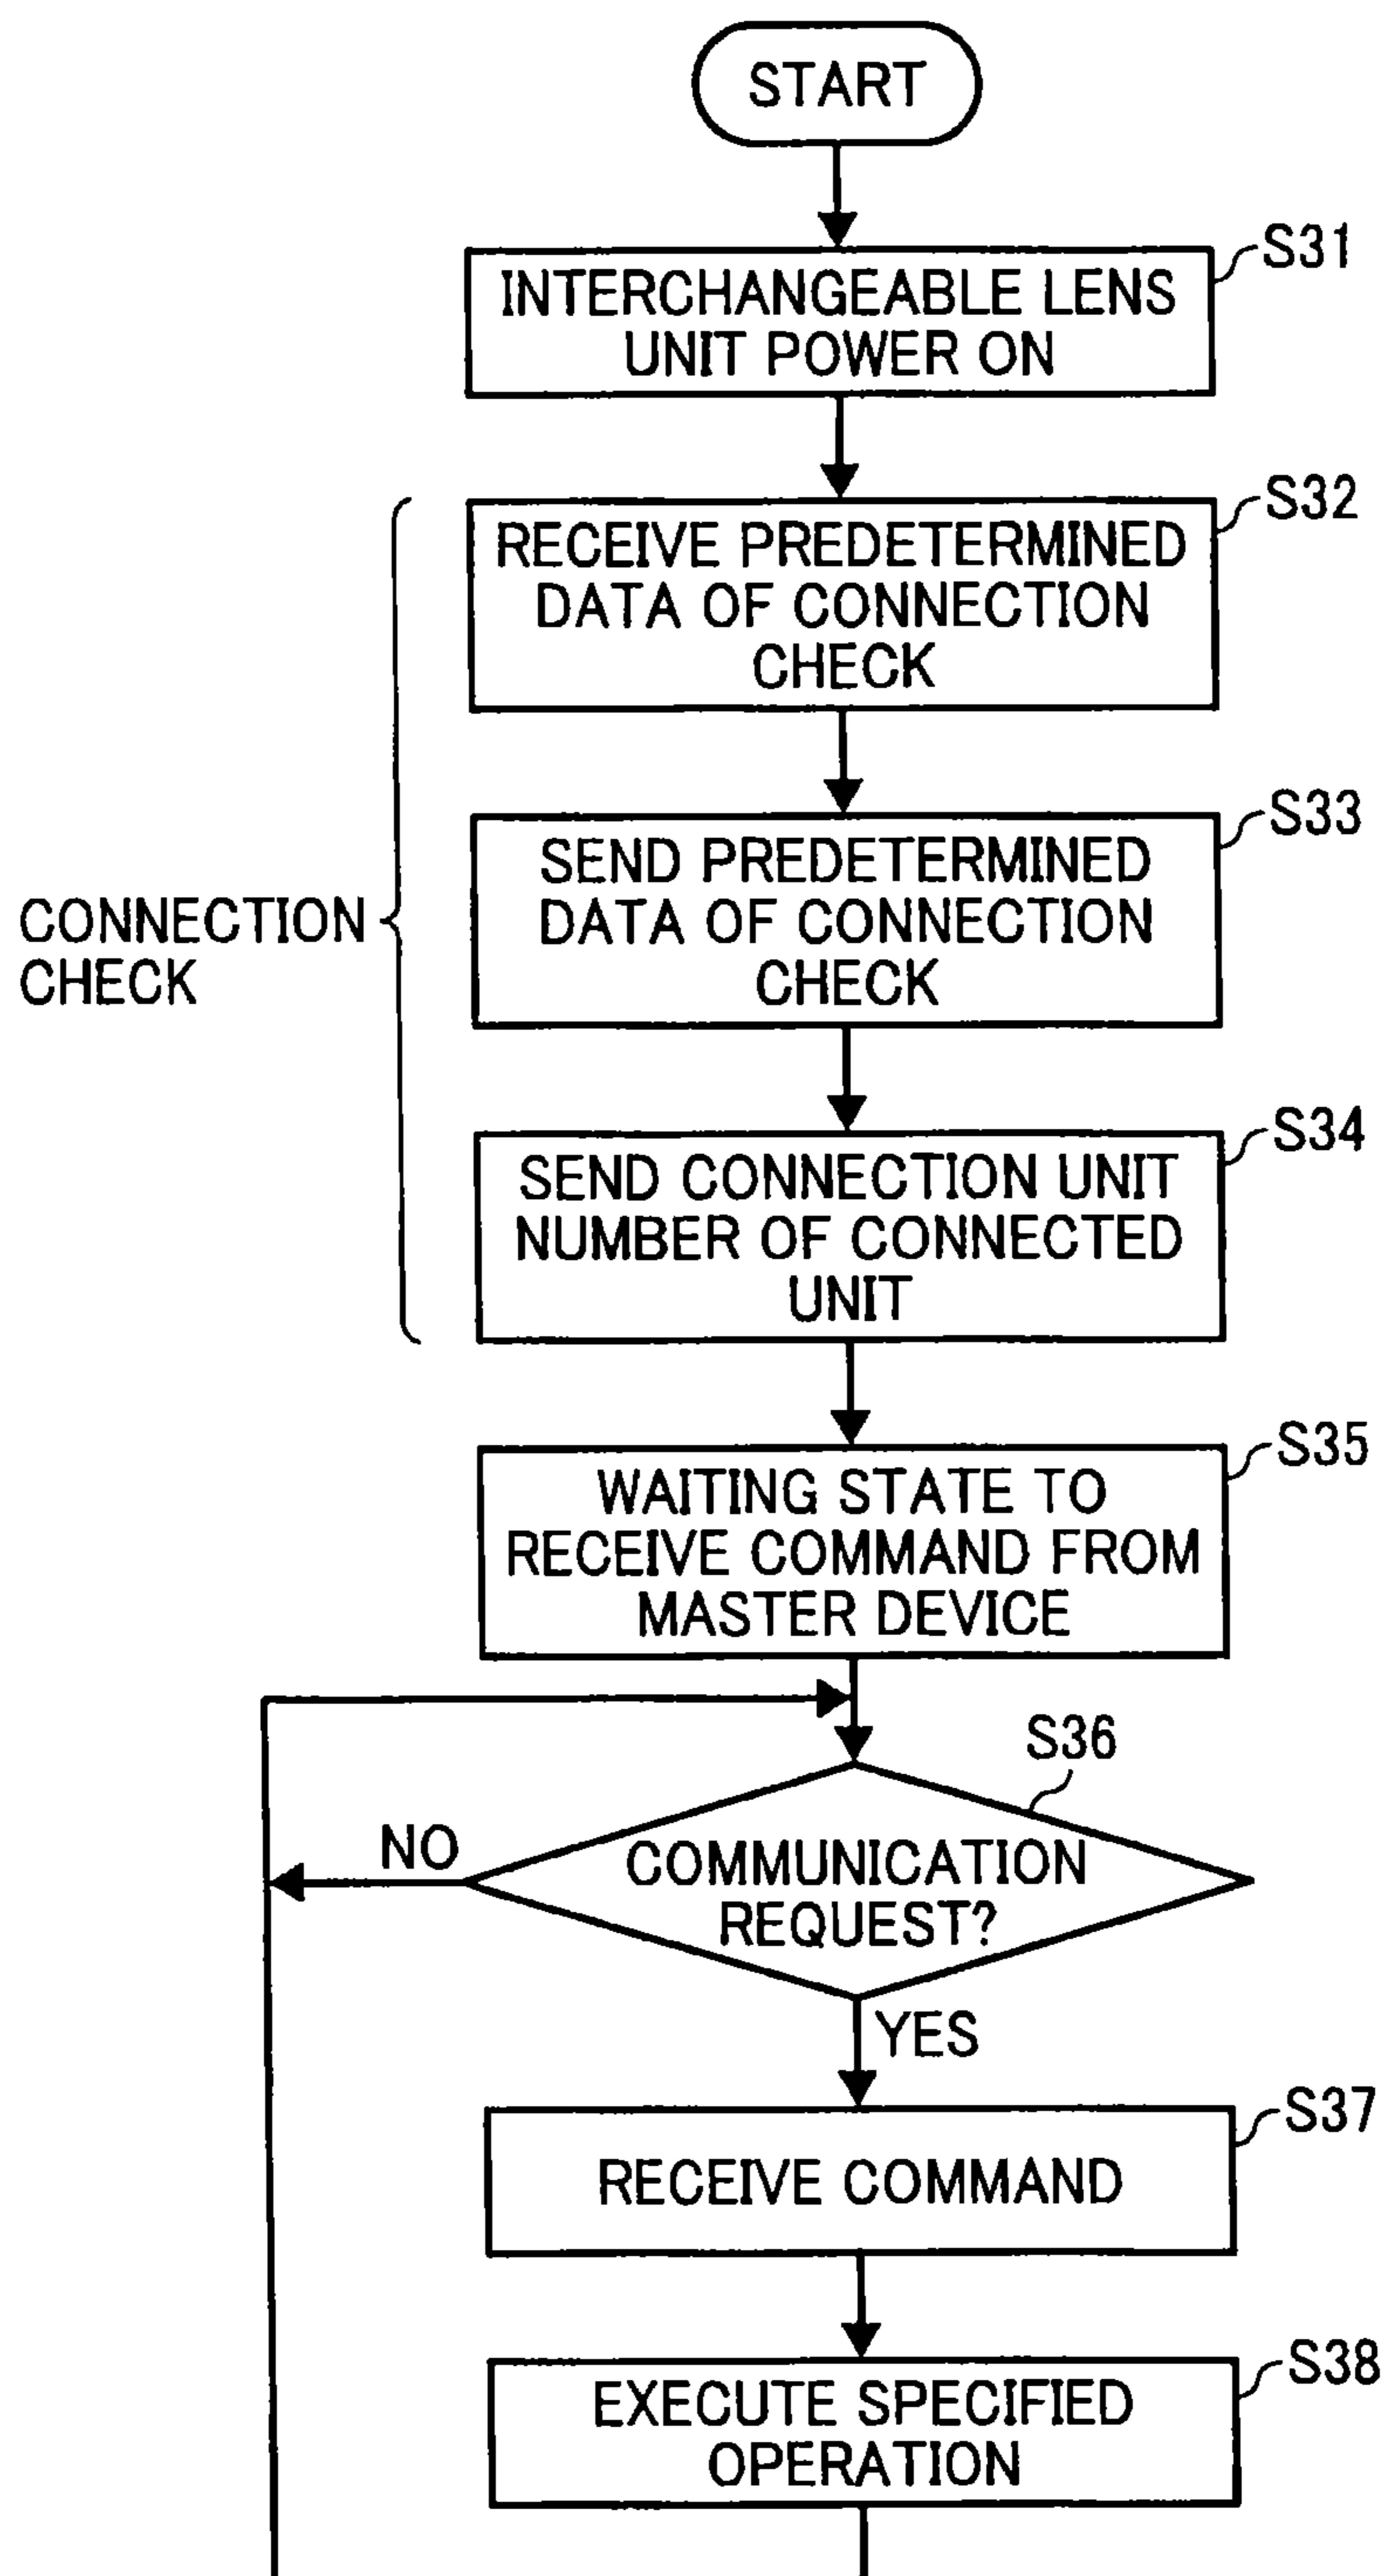 START
S31
INTERCHANGEABLE LENS
UNIT POWER ON
S32
RECEIVE PREDETERMINED
DATA OF CONNECTION
CHECK
S33
SEND PREDETERMINED
DATA OF CONNECTION
CHECK
CONNECTION
CHECK
S34
SEND CONNECTION UNIT
NUMBER OF CONNECTED
UNIT
S35
WAITING STATE TO
RECEIVE COMMAND FROM
MASTER DEVICE
S36
NO
COMMUNICATION
REQUEST?
YES
S37
RECEIVE COMMAND
S38
EXECUTE SPECIFIED
OPERATION